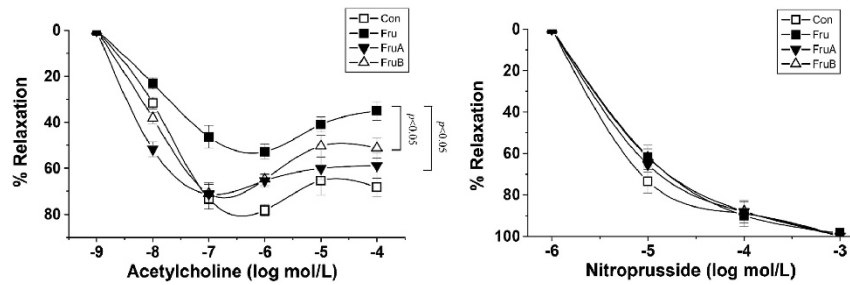 Con
Fru
FruA
FruB
0
20
40
60
80
% Relaxation
p<0.05
p<0.05
-9 -8 -7 -6 -5 -4
Acetylcholine (log mol/L)
Con
Fru
FruA
FruB
0
20
40
60
80
100
% Relaxation
-6 -5 -4 -3
Nitroprusside (log mol/L)